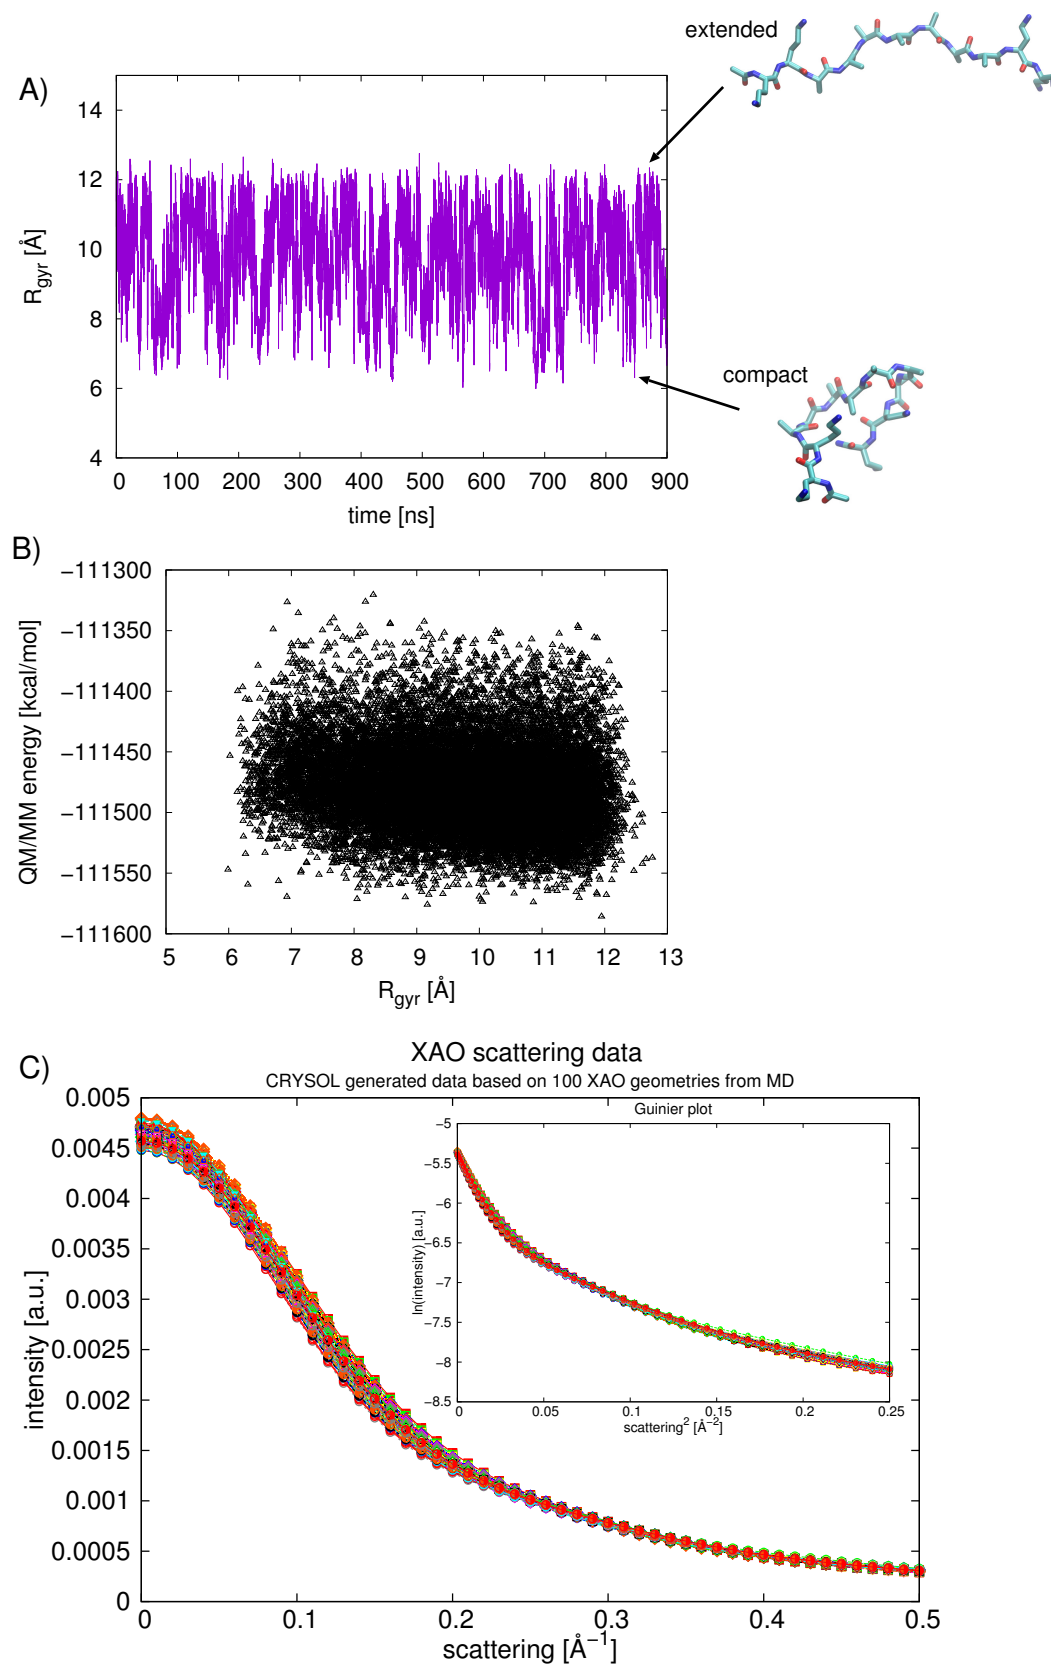 extended
A)
14
12
10
8
6
4
R_gyr [Å]
compact
0 100 200 300 400 500 600 700 800 900
time [ns]
B)
−111300
−111350
−111400
−111450
−111500
−111550
−111600
QM/MM energy [kcal/mol]
5 6 7 8 9 10 11 12 13
R_gyr [Å]
XAO scattering data
C)
CRYSOL generated data based on 100 XAO geometries from MD
0.005
0.0045
0.004
0.0035
0.003
0.0025
0.002
0.0015
0.001
0.0005
0
intensity [a.u.]
Guinier plot
−5
−5.5
−6
−6.5
−7
−7.5
−8
−8.5
ln(intensity) [a.u.]
0 0.05 0.1 0.15 0.2 0.25
scattering² [Å⁻²]
0 0.1 0.2 0.3 0.4 0.5
scattering [Å⁻¹]